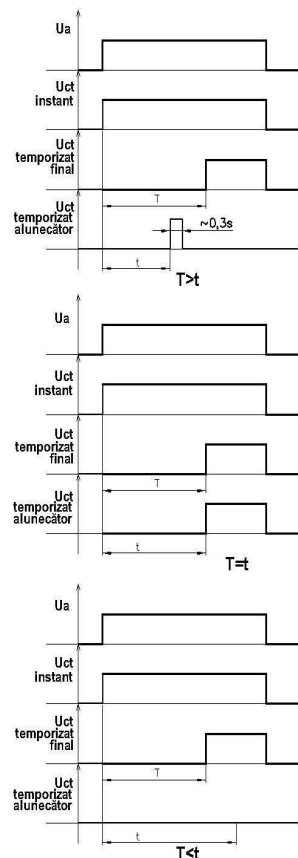 Ua
Uct
instant
Uct
temporizat
final
T
Uct
temporizat
alunecător
~0,3s
t
T>t
Ua
Uct
instant
Uct
temporizat
final
T
Uct
temporizat
alunecător
t
T=t
Ua
Uct
instant
Uct
temporizat
final
T
Uct
temporizat
alunecător
t
T<t